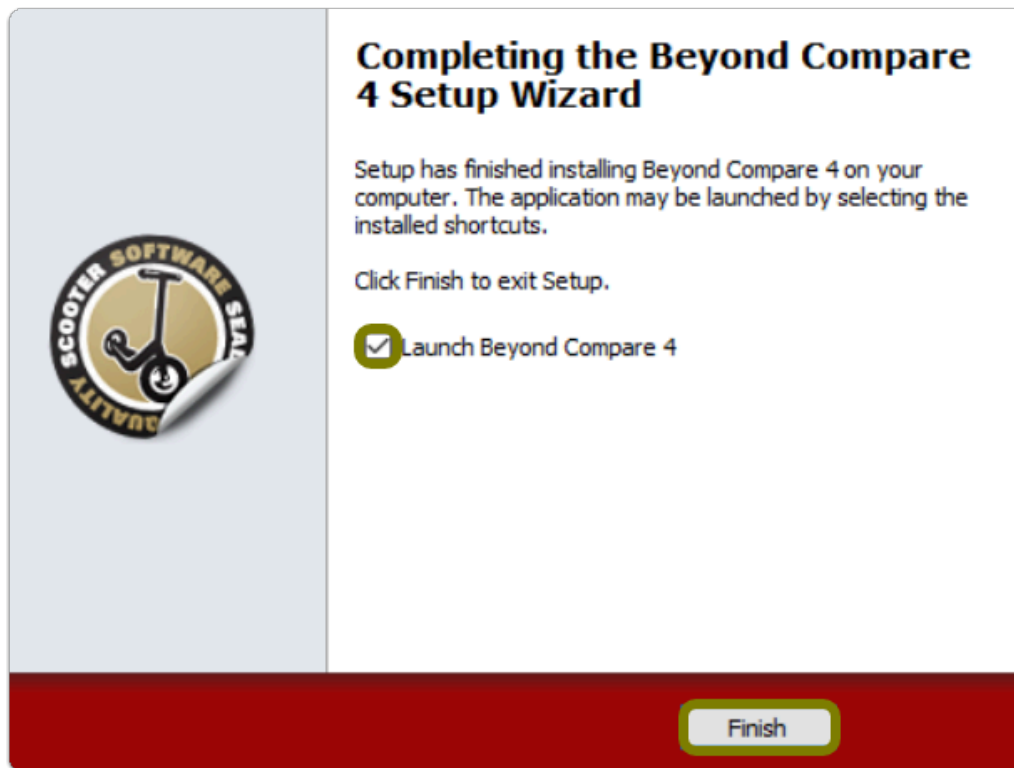 Completing the Beyond Compare
4 Setup Wizard
Setup has finished installing Beyond Compare 4 on your
computer. The application may be launched by selecting the
installed shortcuts.
Click Finish to exit Setup.
SCOOTER SOFTWARE SEAL
QUALITY
Launch Beyond Compare 4
Finish